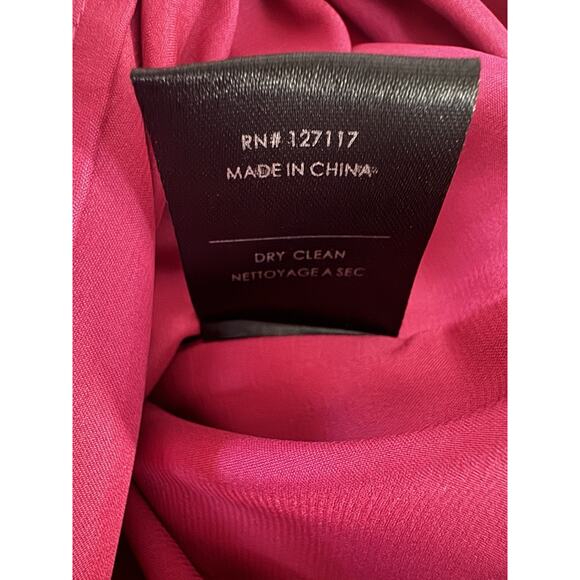 RN# 127117
MADE IN CHINA
DRY CLEAN
NETTOYAGE A SEC